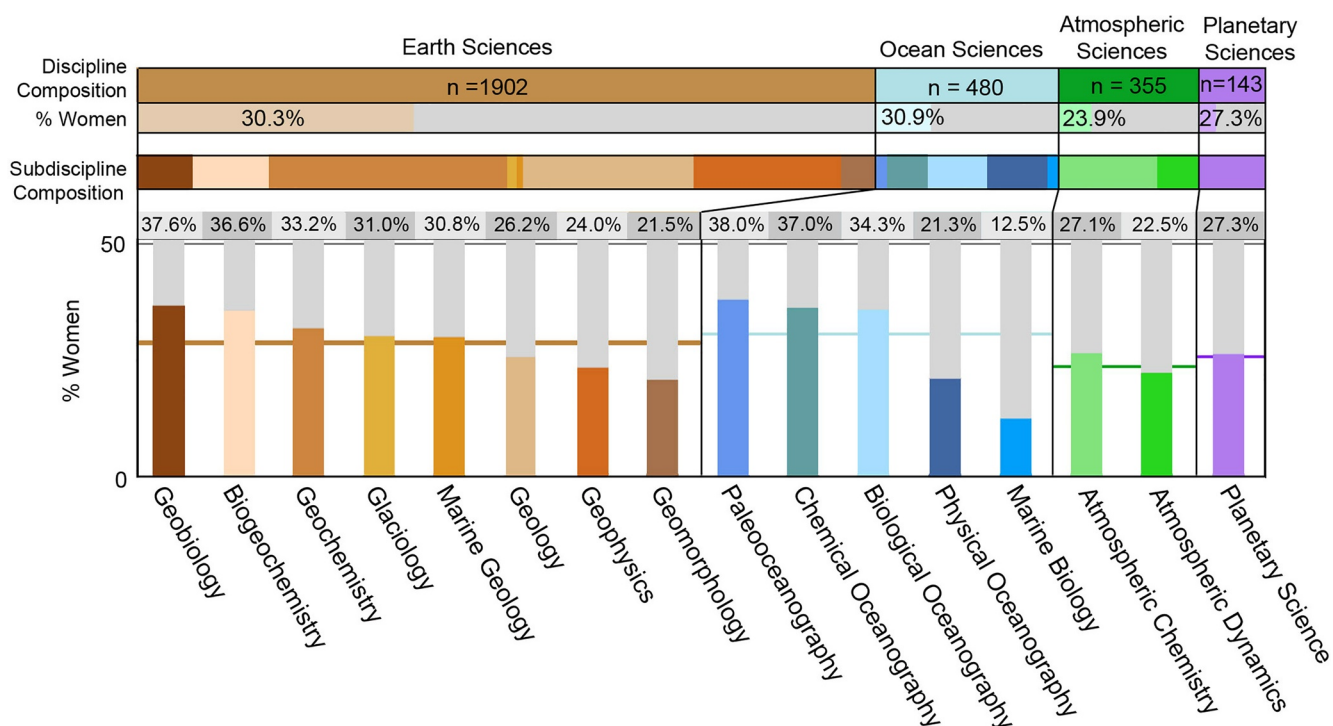 Earth Sciences
Ocean Sciences
Atmospheric
Sciences
Planetary
Sciences
Discipline
Composition
n =1902
n = 480
n = 355
n=143
% Women
30.3%
30.9%
23.9%
27.3%
Subdiscipline
Composition
37.6%
36.6%
33.2%
31.0%
30.8%
26.2%
24.0%
21.5%
38.0%
37.0%
34.3%
21.3%
12.5%
27.1%
22.5%
27.3%
50
% Women
0
Geobiology
Biogeochemistry
Geochemistry
Glaciology
Marine Geology
Geology
Geophysics
Geomorphology
Paleooceanography
Chemical Oceanography
Biological Oceanography
Physical Oceanography
Marine Biology
Atmospheric Chemistry
Atmospheric Dynamics
Planetary Science